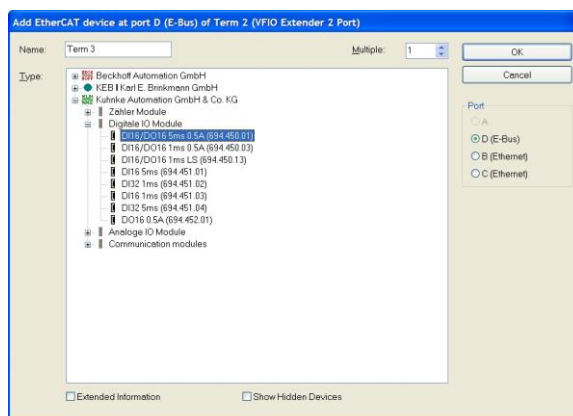 Add EtherCAT device at port D (E-Bus) of Term 2 (VFIO Extender 2 Port)
Name: Term 3 Multiple: 1 OK
Cancel
Type:
Beckhoff Automation GmbH
KEB | Karl E. Brinkmann GmbH
Kuhnke Automation GmbH & Co. KG
Zähler Module
Digitale IO Module
DI16/DO16 5ms 0.5A (694.450.01)
DI16/DO16 1ms 0.5A (694.450.03)
DI16/DO16 1ms LS (694.450.13)
DI16 5ms (694.451.01)
DI32 1ms (694.451.02)
DI16 1ms (694.451.03)
DI32 5ms (694.451.04)
DO16 0.5A (694.452.01)
Analoge IO Module
Communication modules
Port
A
D (E-Bus)
B (Ethernet)
C (Ethernet)
Extended Information Show Hidden Devices